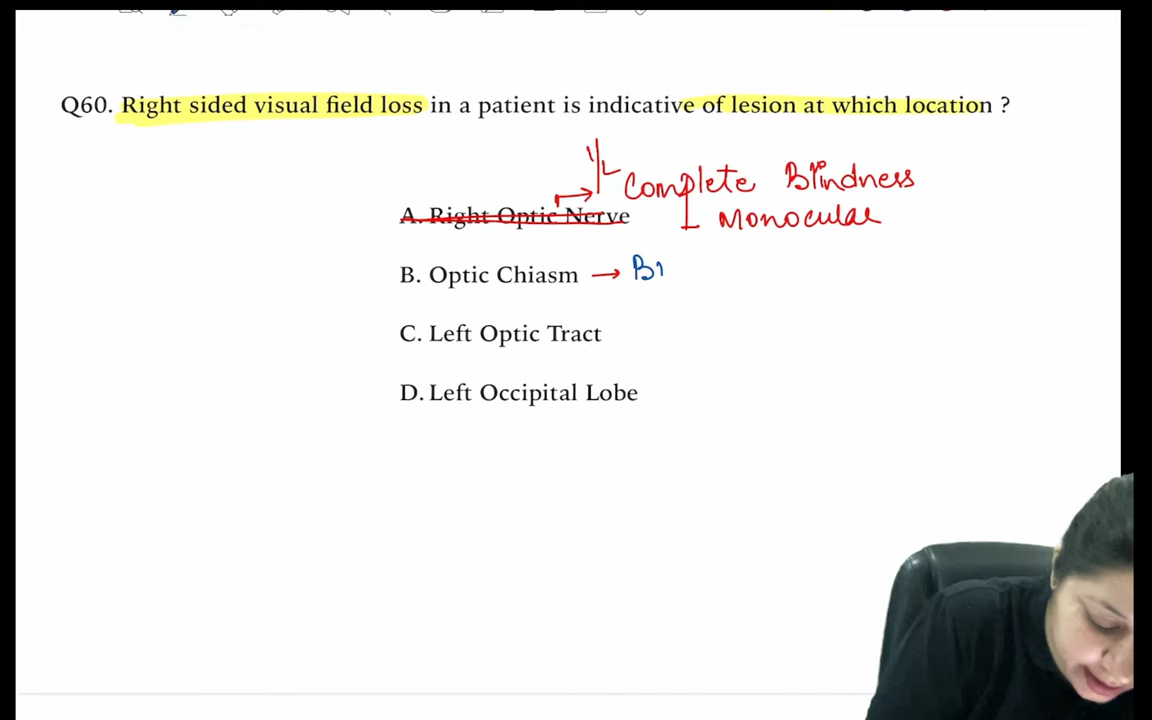 Q60. Right sided visual field loss in a patient is indicative of lesion at which location ?
U/L Complete Blindness
A. Right Optic Nerve
Monocular
B. Optic Chiasm → Bi
C. Left Optic Tract
D. Left Occipital Lobe